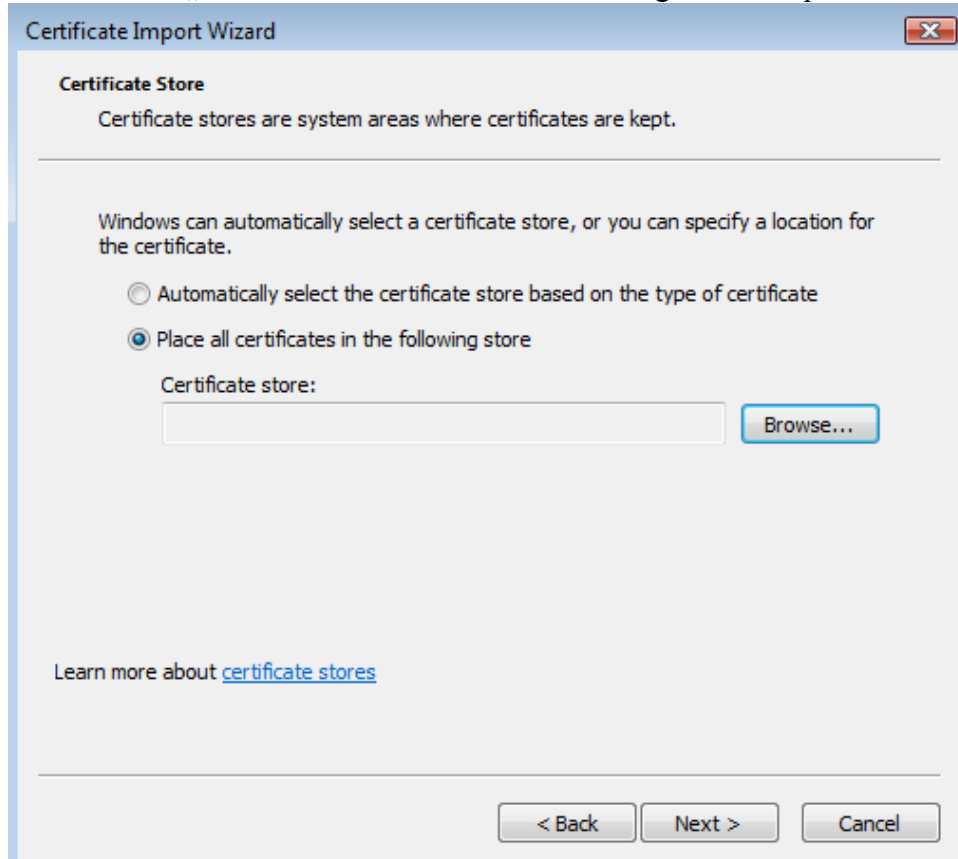 Certificate Import Wizard
Certificate Store
Certificate stores are system areas where certificates are kept.
Windows can automatically select a certificate store, or you can specify a location for
the certificate.
Automatically select the certificate store based on the type of certificate
Place all certificates in the following store
Certificate store:
Browse...
Learn more about certificate stores
< Back Next > Cancel